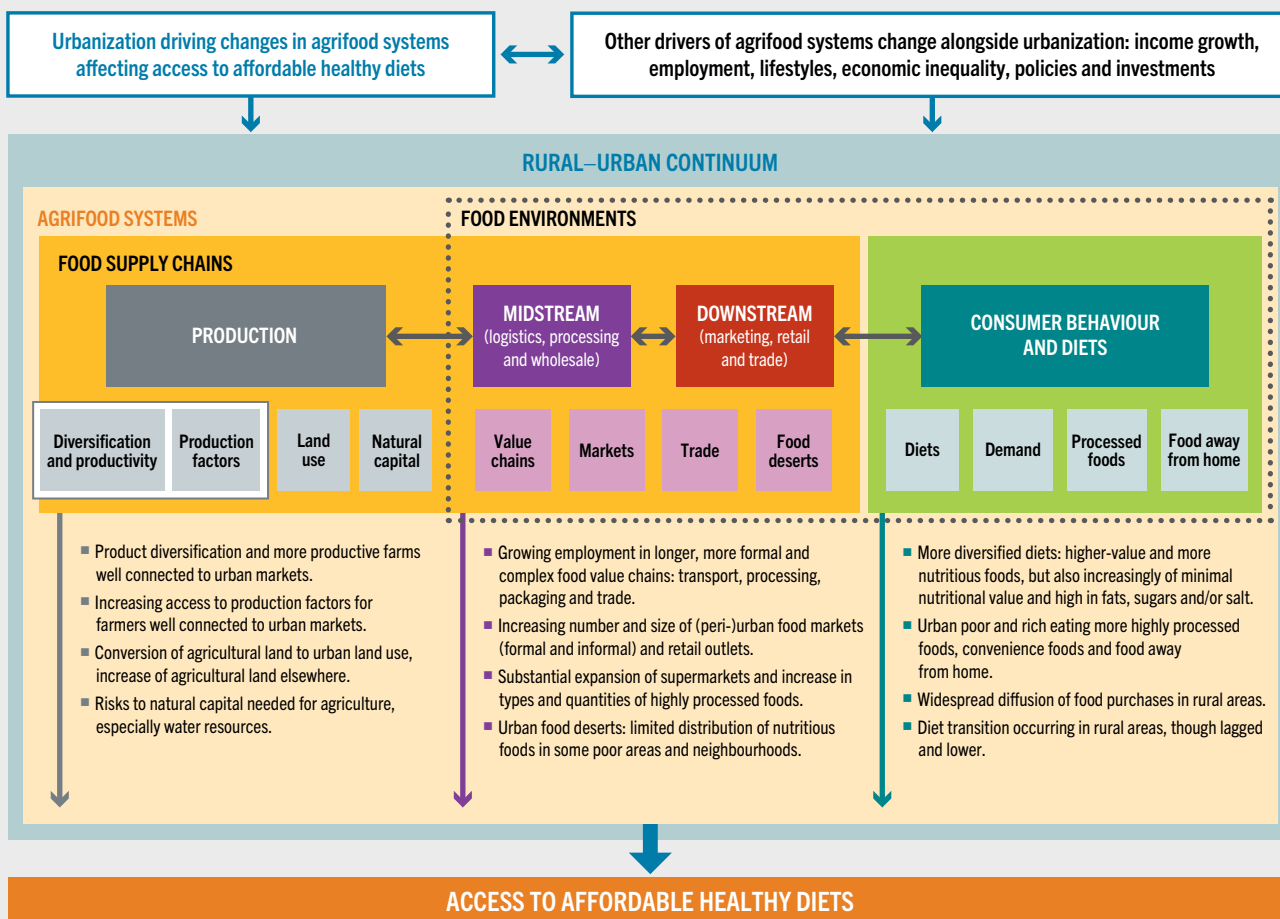 Urbanization driving changes in agrifood systems
affecting access to affordable healthy diets
Other drivers of agrifood systems change alongside urbanization: income growth,
employment, lifestyles, economic inequality, policies and investments
RURAL–URBAN CONTINUUM
AGRIFOOD SYSTEMS
FOOD ENVIRONMENTS
FOOD SUPPLY CHAINS
PRODUCTION
MIDSTREAM
(logistics, processing
and wholesale)
DOWNSTREAM
(marketing, retail
and trade)
CONSUMER BEHAVIOUR
AND DIETS
Diversification
and productivity
Production
factors
Land
use
Natural
capital
Value
chains
Markets
Trade
Food
deserts
Diets
Demand
Processed
foods
Food away
from home
■ Product diversification and more productive farms
well connected to urban markets.
■ Increasing access to production factors for
farmers well connected to urban markets.
■ Conversion of agricultural land to urban land use,
increase of agricultural land elsewhere.
■ Risks to natural capital needed for agriculture,
especially water resources.
■ Growing employment in longer, more formal and
complex food value chains: transport, processing,
packaging and trade.
■ Increasing number and size of (peri-)urban food markets
(formal and informal) and retail outlets.
■ Substantial expansion of supermarkets and increase in
types and quantities of highly processed foods.
■ Urban food deserts: limited distribution of nutritious
foods in some poor areas and neighbourhoods.
■ More diversified diets: higher-value and more
nutritious foods, but also increasingly of minimal
nutritional value and high in fats, sugars and/or salt.
■ Urban poor and rich eating more highly processed
foods, convenience foods and food away
from home.
■ Widespread diffusion of food purchases in rural areas.
■ Diet transition occurring in rural areas, though lagged
and lower.
ACCESS TO AFFORDABLE HEALTHY DIETS